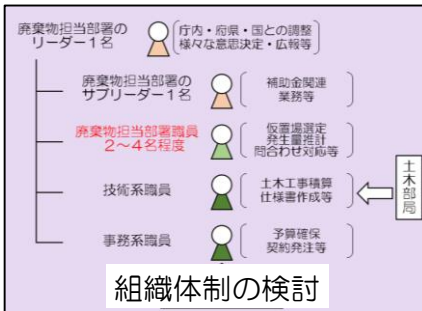 廃棄物担当部署の
リーダー1名
庁内・府県・国との調整
様々な意思決定・広報等
廃棄物担当部署の
サブリーダー1名
補助金関連
業務等
廃棄物担当部署職員
2～4名程度
仮置場選定
発生量推計
問合わせ対応等
技術系職員
土木工事積算
仕様書作成等
土木部局
事務系職員
予算確保
契約発注等
組織体制の検討